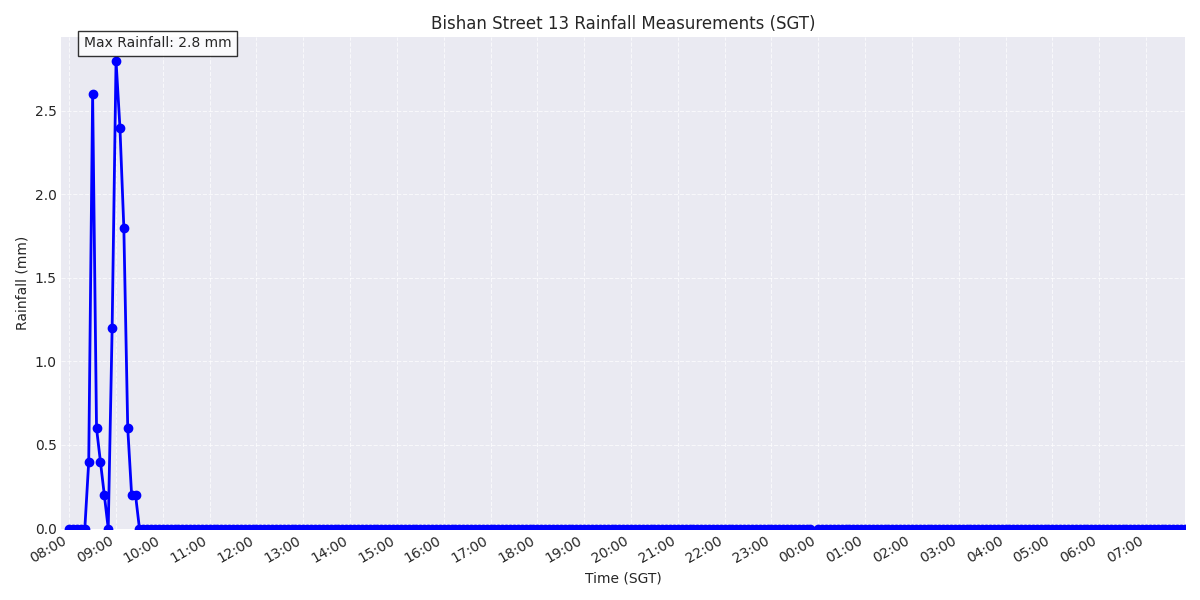 Bishan Street 13 Rainfall Measurements (SGT)
Max Rainfall: 2.8 mm
Rainfall (mm)
2.5
2.0
1.5
1.0
0.5
0.0
08:00 09:00 10:00 11:00 12:00 13:00 14:00 15:00 16:00 17:00 18:00 19:00 20:00 21:00 22:00 23:00 00:00 01:00 02:00 03:00 04:00 05:00 06:00 07:00
Time (SGT)